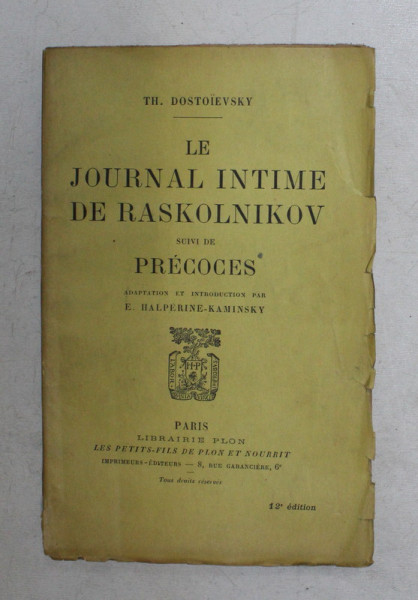 TH. DOSTOÏEVSKY
LE
JOURNAL INTIME
DE RASKOLNIKOV
SUIVI DE
PRÉCOCES
ADAPTATION ET INTRODUCTION PAR
E. HALPERINE-KAMINSKY
PARIS
LIBRAIRIE PLON
LES PETITS-FILS DE PLON ET NOURRIT
IMPRIMEURS-ÉDITEURS — 8, RUE GARANCIÈRE, 6e
Tous droits réservés
12e édition